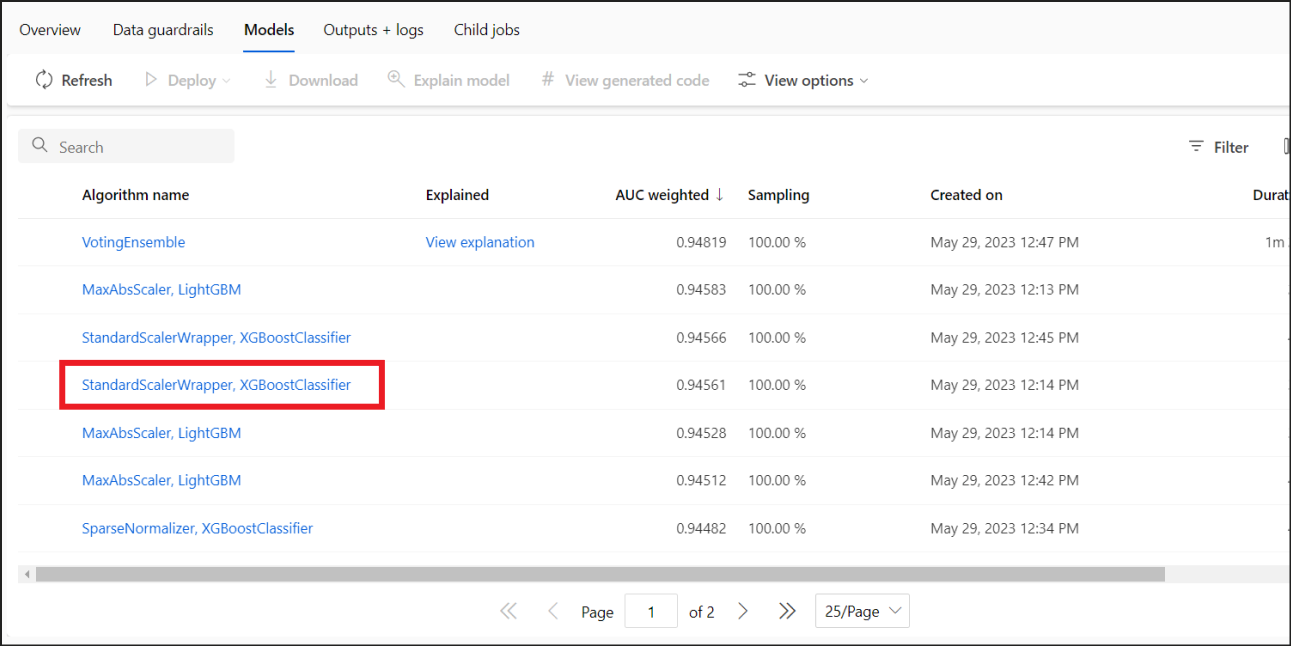 Overview Data guardrails Models Outputs + logs Child jobs
Refresh Deploy Download Explain model # View generated code View options
Search Filter
Algorithm name Explained AUC weighted ↓ Sampling Created on Durat
VotingEnsemble View explanation 0.94819 100.00 % May 29, 2023 12:47 PM 1m
MaxAbsScaler, LightGBM 0.94583 100.00 % May 29, 2023 12:13 PM
StandardScalerWrapper, XGBoostClassifier 0.94566 100.00 % May 29, 2023 12:45 PM
StandardScalerWrapper, XGBoostClassifier 0.94561 100.00 % May 29, 2023 12:14 PM
MaxAbsScaler, LightGBM 0.94528 100.00 % May 29, 2023 12:14 PM
MaxAbsScaler, LightGBM 0.94512 100.00 % May 29, 2023 12:42 PM
SparseNormalizer, XGBoostClassifier 0.94482 100.00 % May 29, 2023 12:34 PM
Page 1 of 2 25/Page